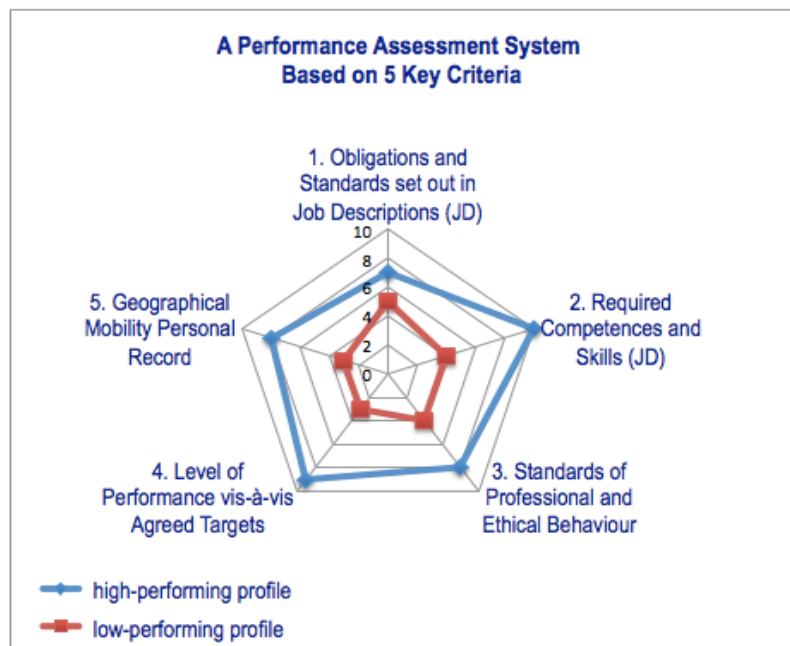 A Performance Assessment System
Based on 5 Key Criteria
1. Obligations and
Standards set out in
Job Descriptions (JD)
10
8
6
4
2
0
2. Required
Competences and
Skills (JD)
3. Standards of
Professional and
Ethical Behaviour
4. Level of
Performance vis-à-vis
Agreed Targets
5. Geographical
Mobility Personal
Record
high-performing profile
low-performing profile